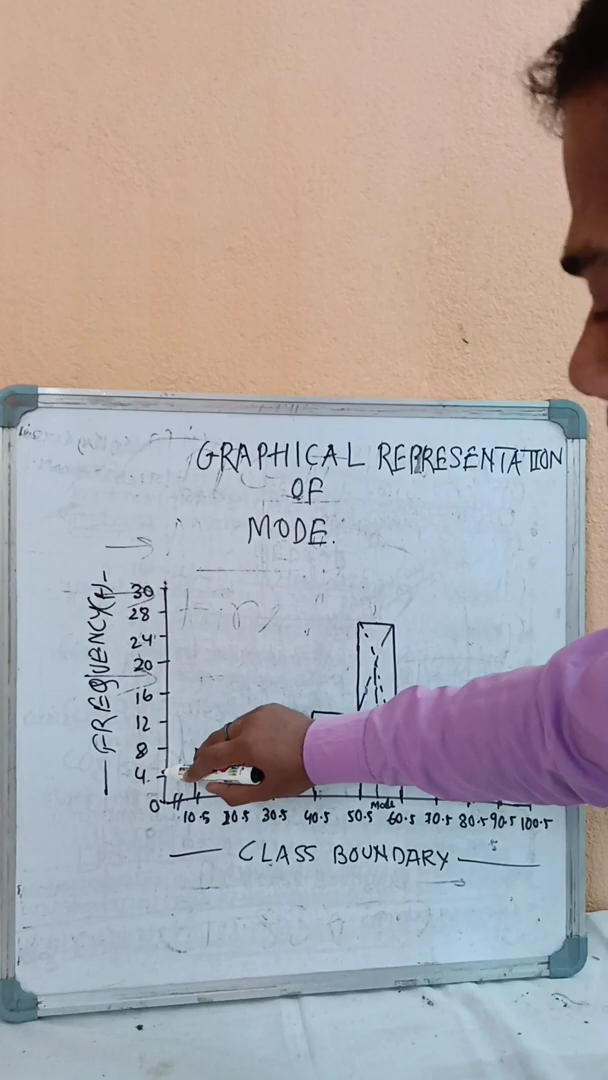 GRAPHICAL REPRESENTATION
OF
MODE.
FREQUENCY(f)
30
28
24
20
16
12
8
4
0
Mode
10.5 20.5 30.5 40.5 50.5 60.5 70.5 80.5 90.5 100.5
CLASS BOUNDARY